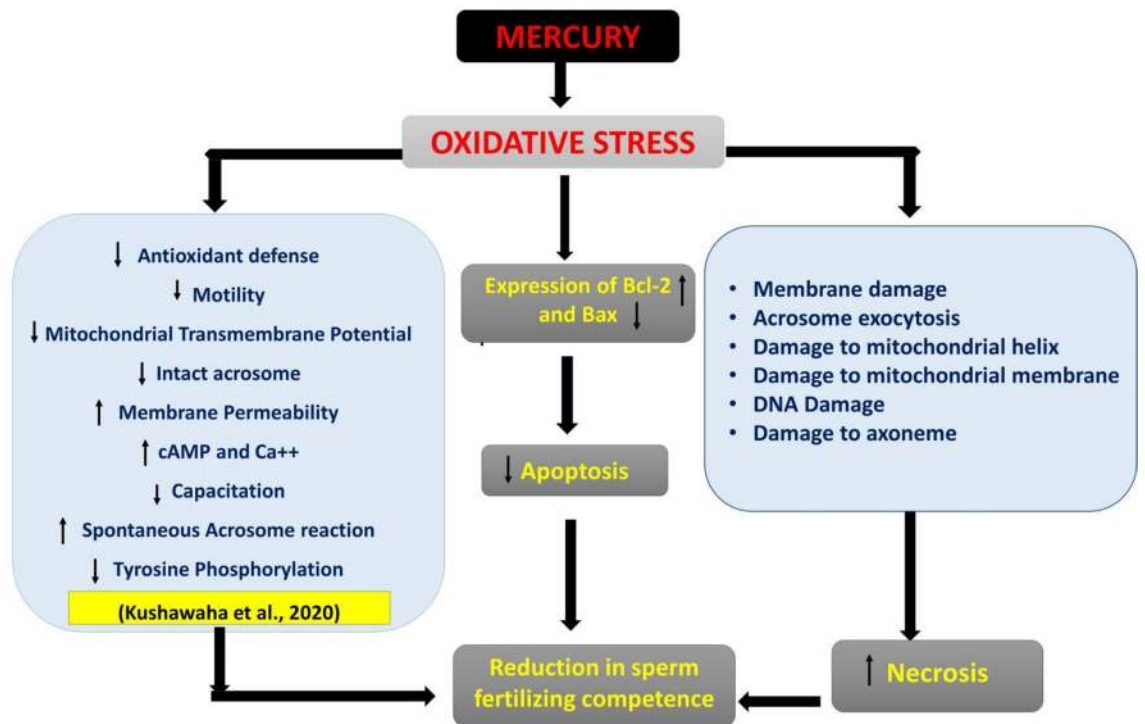 MERCURY
OXIDATIVE STRESS
↓ Antioxidant defense
↓ Motility
↓ Mitochondrial Transmembrane Potential
↓ Intact acrosome
↑ Membrane Permeability
↑ cAMP and Ca++
↓ Capacitation
↑ Spontaneous Acrosome reaction
↓ Tyrosine Phosphorylation
(Kushawaha et al., 2020)
Expression of Bcl-2 ↑
and Bax ↓
↓ Apoptosis
• Membrane damage
• Acrosome exocytosis
• Damage to mitochondrial helix
• Damage to mitochondrial membrane
• DNA Damage
• Damage to axoneme
↑ Necrosis
Reduction in sperm
fertilizing competence